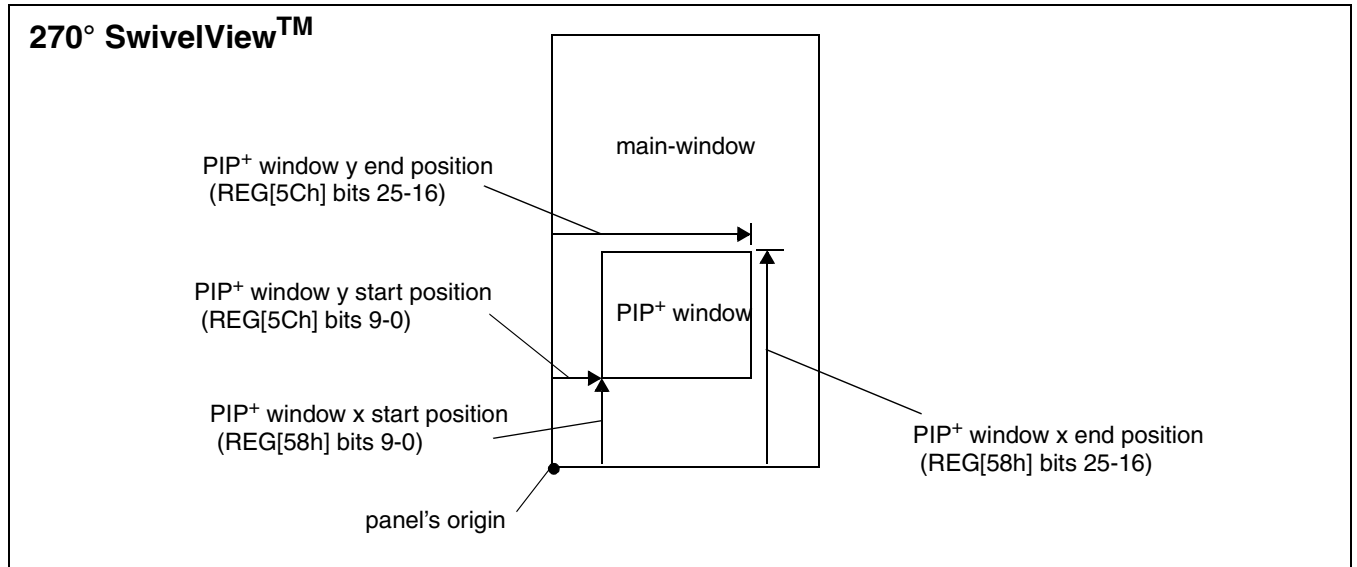 270° SwivelView™
main-window
PIP+ window y end position
(REG[5Ch] bits 25-16)
PIP+ window y start position
(REG[5Ch] bits 9-0)
PIP+ window
PIP+ window x start position
(REG[58h] bits 9-0)
PIP+ window x end position
(REG[58h] bits 25-16)
panel's origin